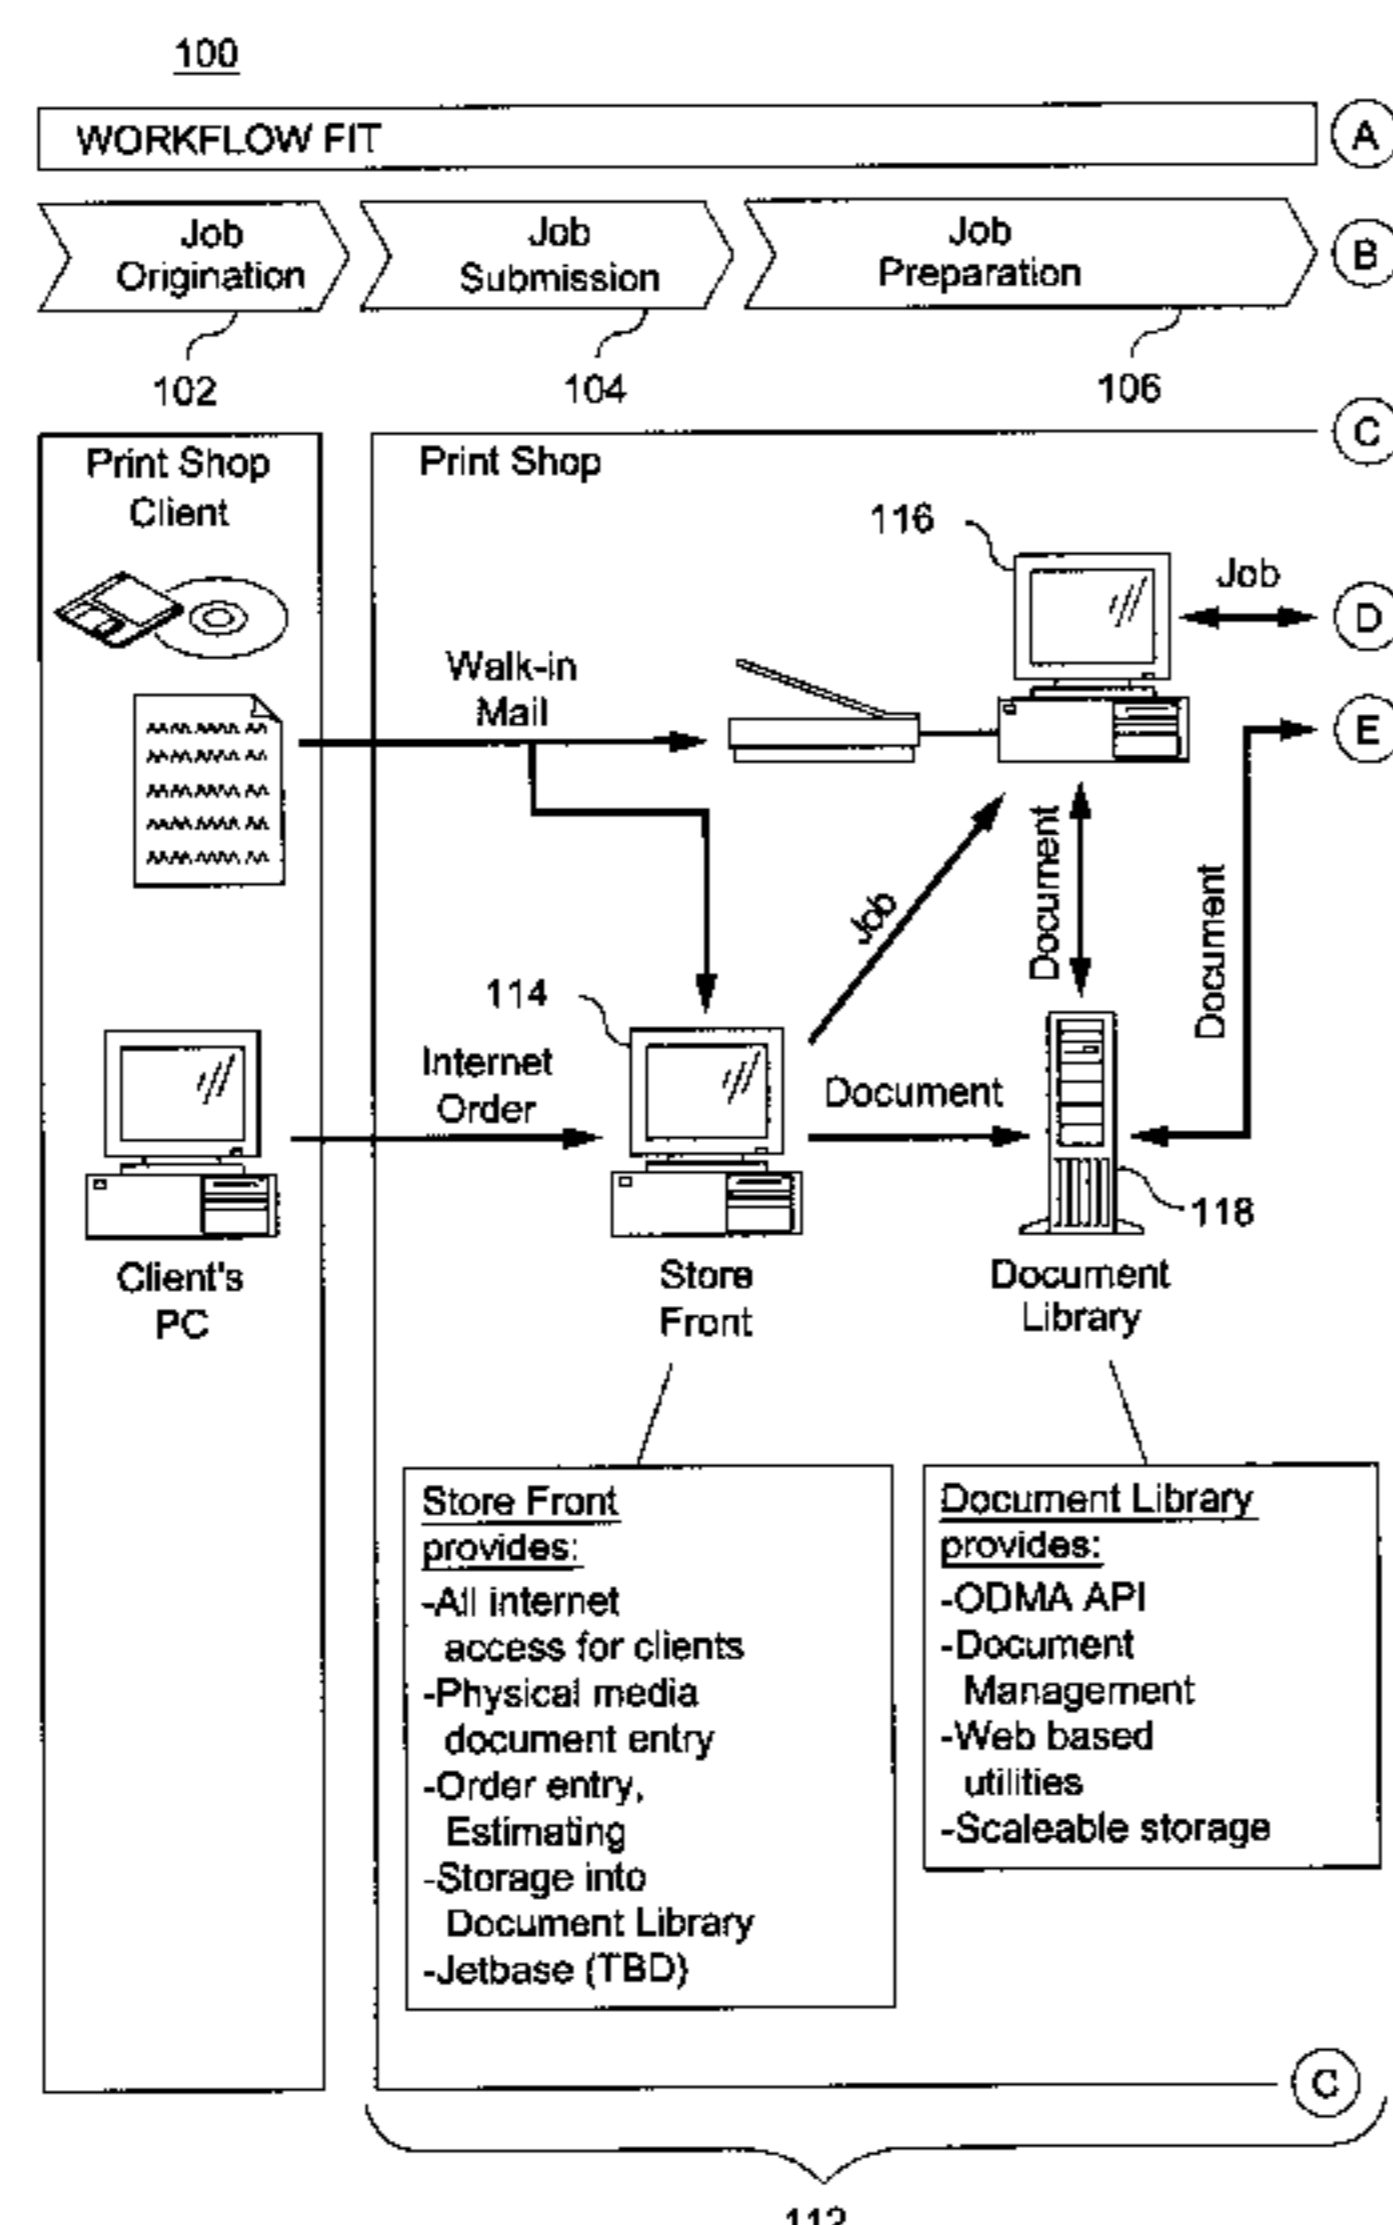 100
WORKFLOW FIT
A
Job
Origination
Job
Submission
Job
Preparation
B
102
104
106
C
Print Shop
Client
Print Shop
116
Job
D
Walk-in
Mail
E
Document
Document
Job
114
Internet
Order
Document
118
Client's
PC
Store
Front
Document
Library
Store Front
provides:
-All internet
access for clients
-Physical media
document entry
-Order entry,
Estimating
-Storage into
Document Library
-Jetbase (TBD)
Document Library
provides:
-ODMA API
-Document
Management
-Web based
utilities
-Scaleable storage
C
112